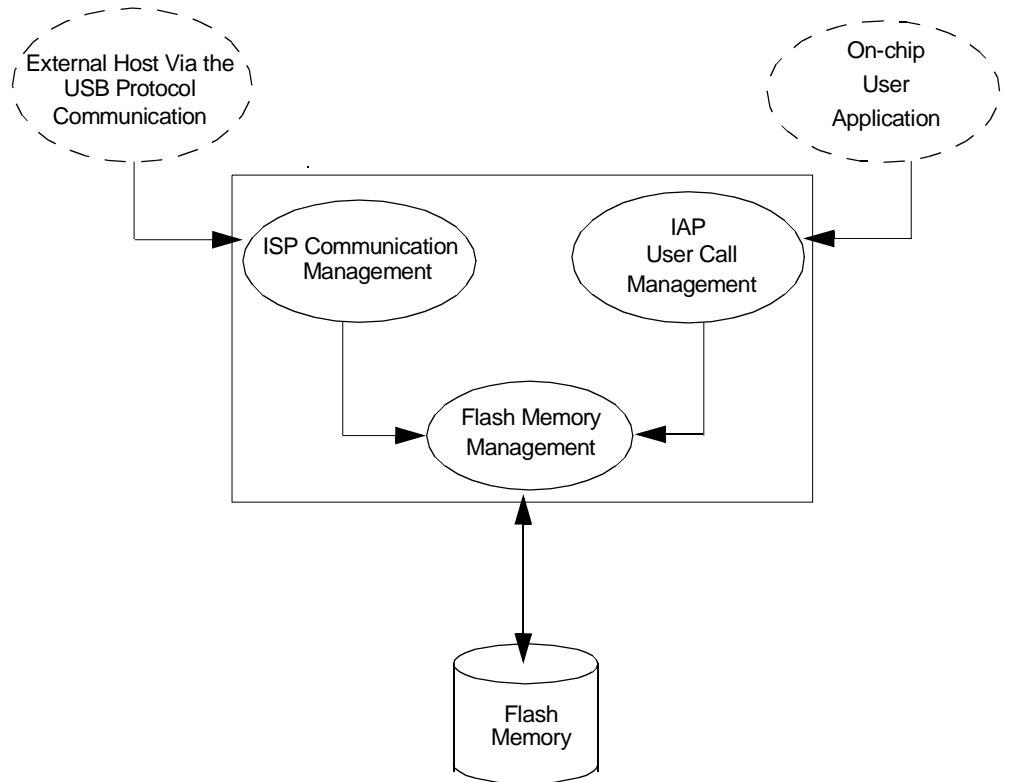 External Host Via the
USB Protocol
Communication
On-chip
User
Application
ISP Communication
Management
IAP
User Call
Management
Flash Memory
Management
Flash
Memory